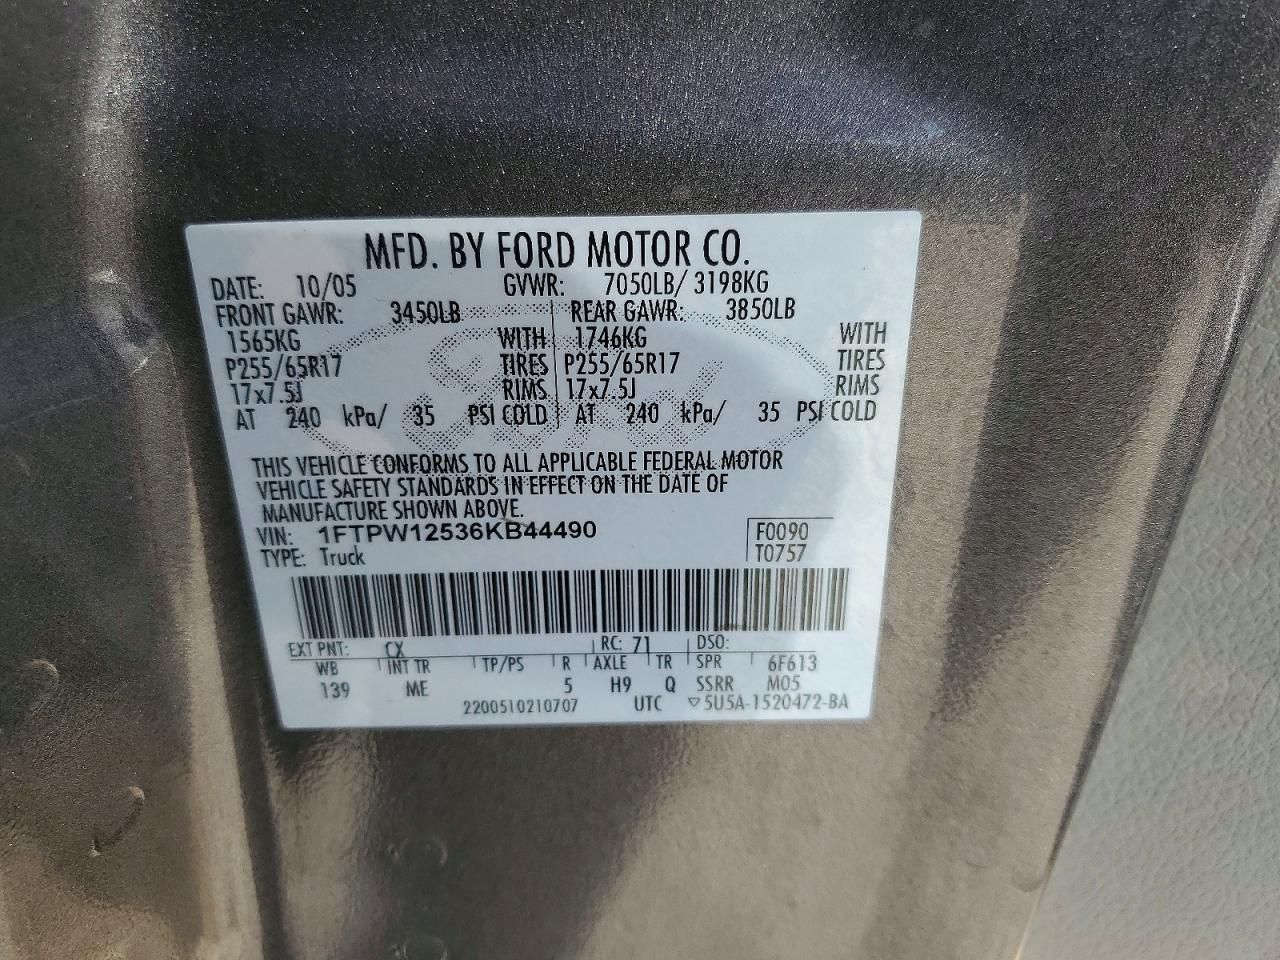 MFD. BY FORD MOTOR CO.
DATE: 10/05 GVWR: 7050LB/ 3198KG
FRONT GAWR: 3450LB REAR GAWR: 3850LB
1565KG WITH 1746KG WITH
P255/65R17 TIRES P255/65R17 TIRES
17x7.5J RIMS 17x7.5J RIMS
AT 240 kPa/ 35 PSI COLD AT 240 kPa/ 35 PSI COLD
Ford
THIS VEHICLE CONFORMS TO ALL APPLICABLE FEDERAL MOTOR
VEHICLE SAFETY STANDARDS IN EFFECT ON THE DATE OF
MANUFACTURE SHOWN ABOVE.
VIN: 1FTPW12536KB44490 F0090
TYPE: Truck T0757
EXT PNT: CX RC: 71 DSO:
WB INT TR TP/PS R AXLE TR SPR 6F613
139 ME 5 H9 Q SSRR M05
2200510210707 UTC ▽5U5A-1520472-BA